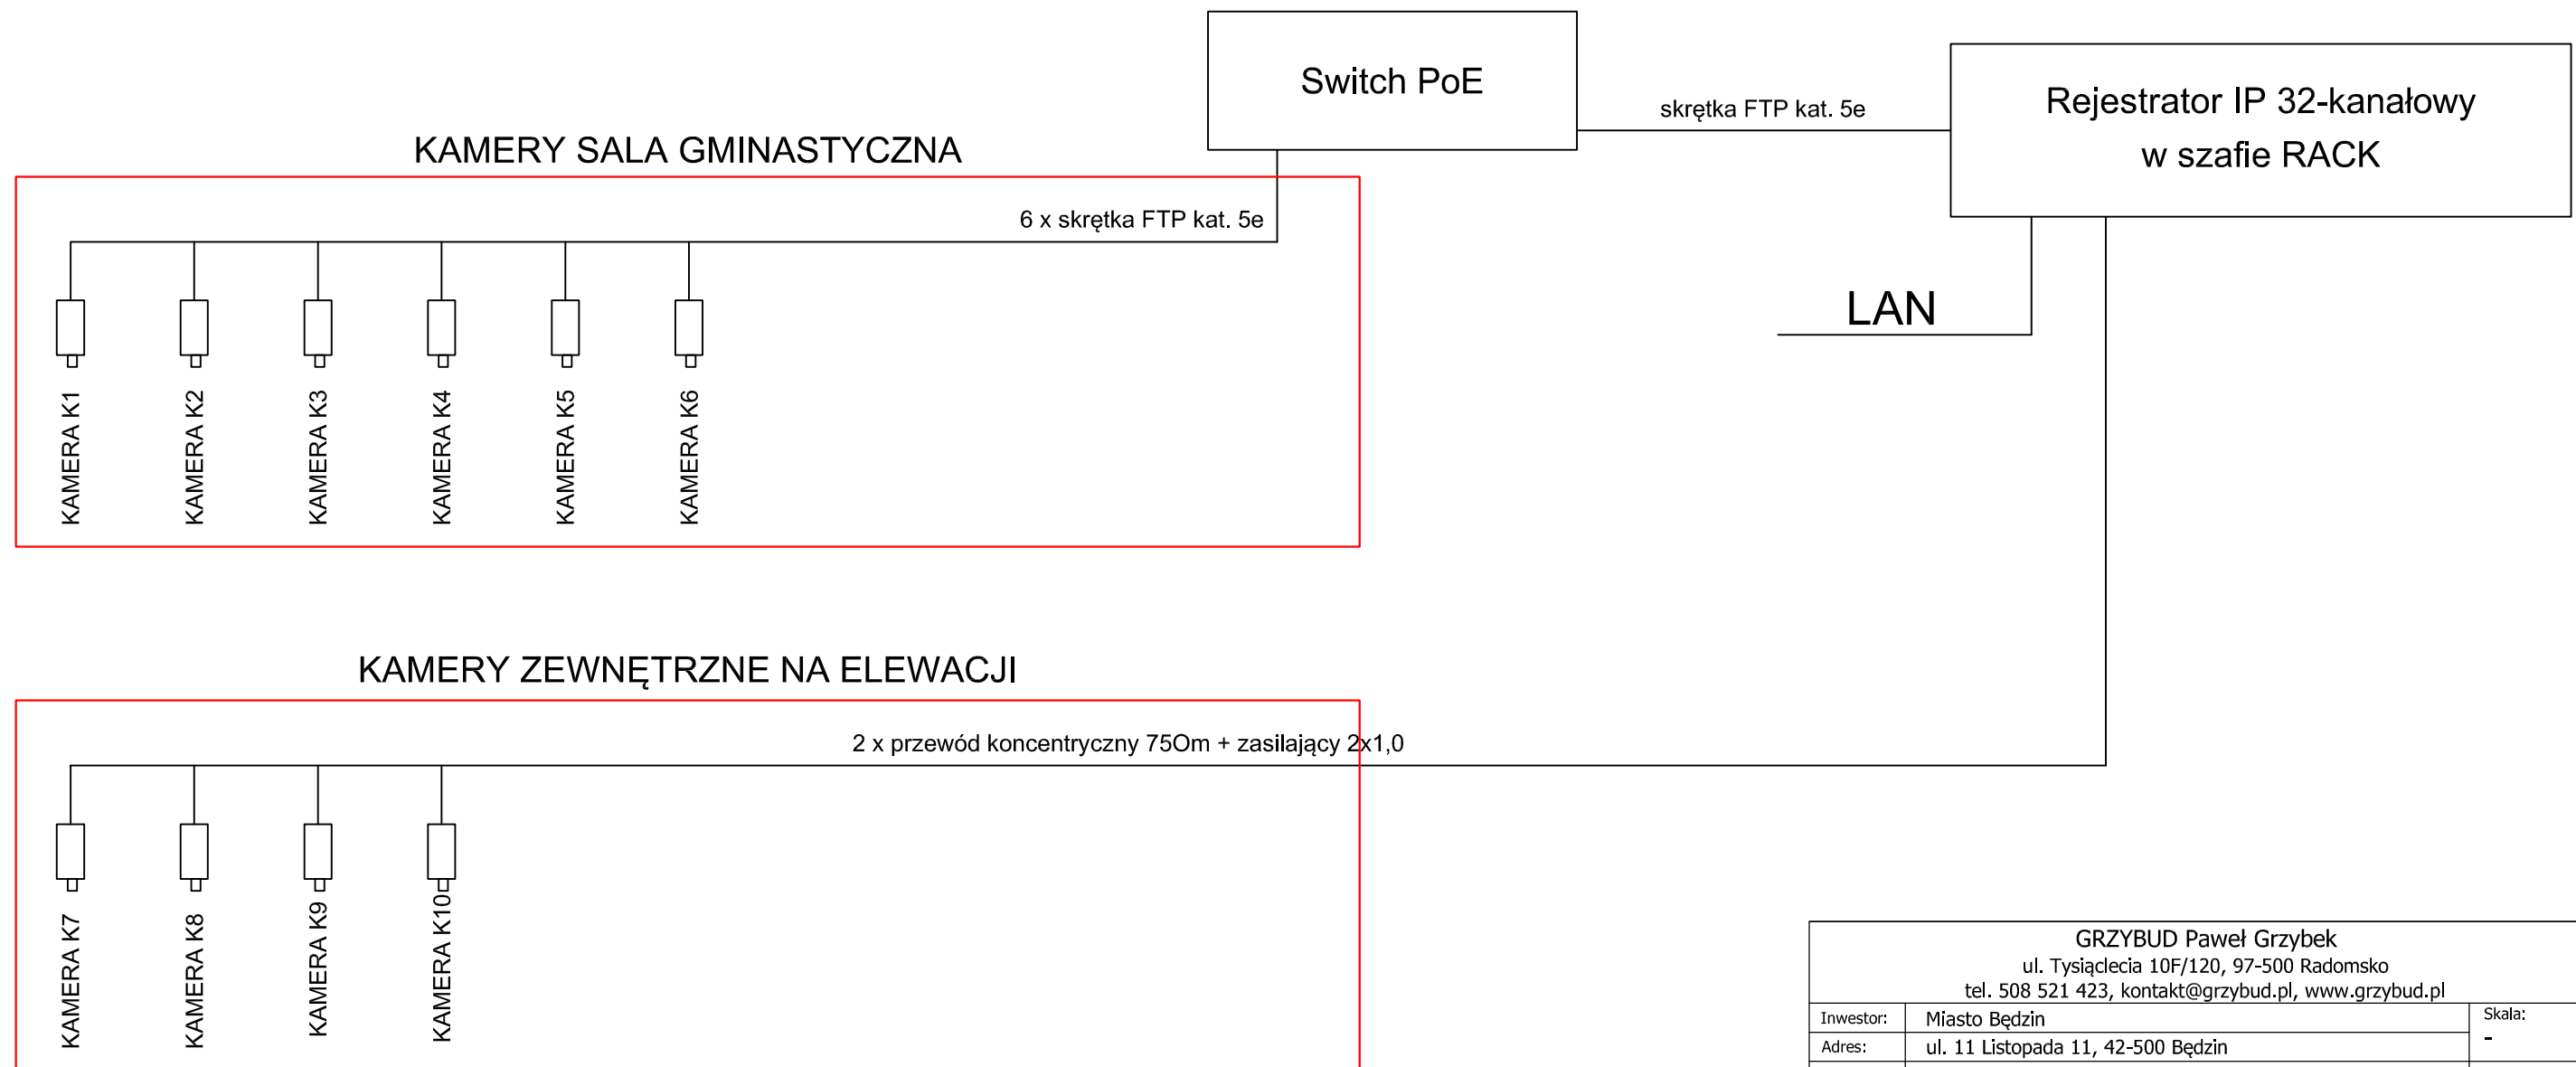 Switch PoE
skrętka FTP kat. 5e
Rejestrator IP 32-kanałowy
w szafie RACK
KAMERY SALA GMINASTYCZNA
6 x skrętka FTP kat. 5e
LAN
KAMERA K1
KAMERA K2
KAMERA K3
KAMERA K4
KAMERA K5
KAMERA K6
KAMERY ZEWNĘTRZNE NA ELEWACJI
2 x przewód koncentryczny 75Om + zasilający 2x1,0
KAMERA K7
KAMERA K8
KAMERA K9
KAMERA K10
GRZYBUD Paweł Grzybek
ul. Tysiąclecia 10F/120, 97-500 Radomsko
tel. 508 521 423, kontakt@grzybud.pl, www.grzybud.pl
Inwestor: Miasto Będzin Skala:
Adres: ul. 11 Listopada 11, 42-500 Będzin -